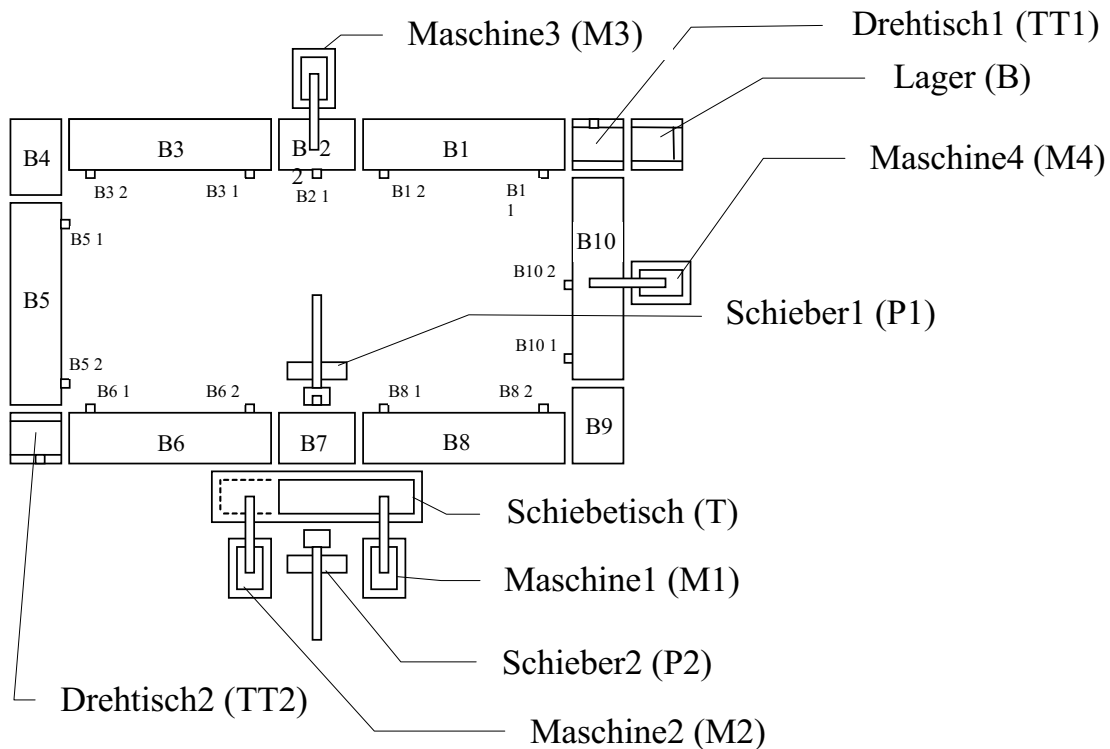 Maschine3 (M3)
Drehtisch1 (TT1)
Lager (B)
Maschine4 (M4)
B4
B3
B 2
2
B1
B3 2
B3 1
B2 1
B1 2
B1
1
B5 1
B10
B10 2
B5
Schieber1 (P1)
B10 1
B5 2
B6 1
B6 2
B8 1
B8 2
B6
B7
B8
B9
Schiebetisch (T)
Maschine1 (M1)
Schieber2 (P2)
Drehtisch2 (TT2)
Maschine2 (M2)